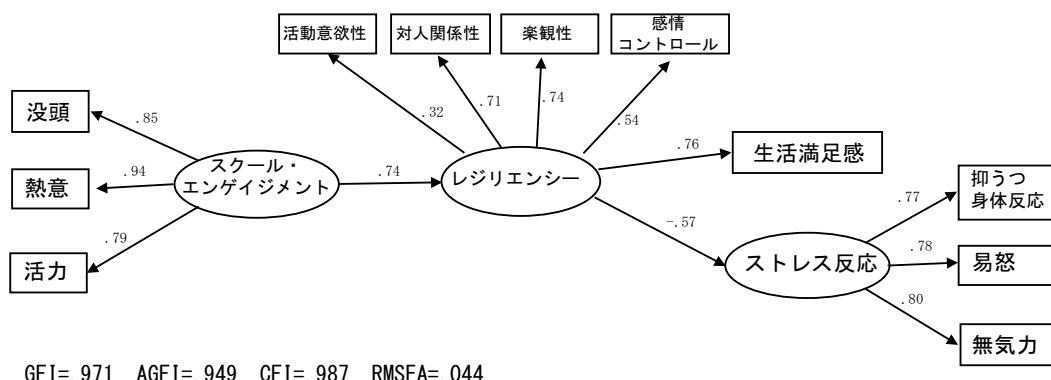 活動意欲性
対人関係性
楽観性
感情
コントロール
.32
.71
.74
.54
没頭
.85
熱意
.94
活力
.79
スクール・
エンゲイジメント
.74
レジリエンシー
.76
生活満足感
-.57
ストレス反応
.77
抑うつ
身体反応
.78
易怒
.80
無気力
GFI=.971 AGFI=.949 CFI=.987 RMSEA=.044